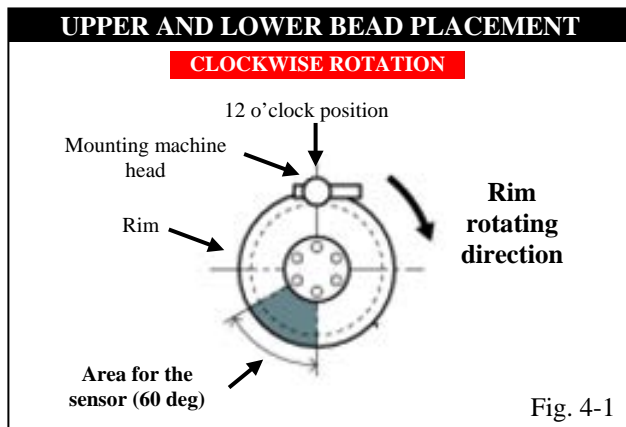 UPPER AND LOWER BEAD PLACEMENT
CLOCKWISE ROTATION
12 o'clock position
Mounting machine
head
Rim
Rim
rotating
direction
Area for the
sensor (60 deg)
Fig. 4-1